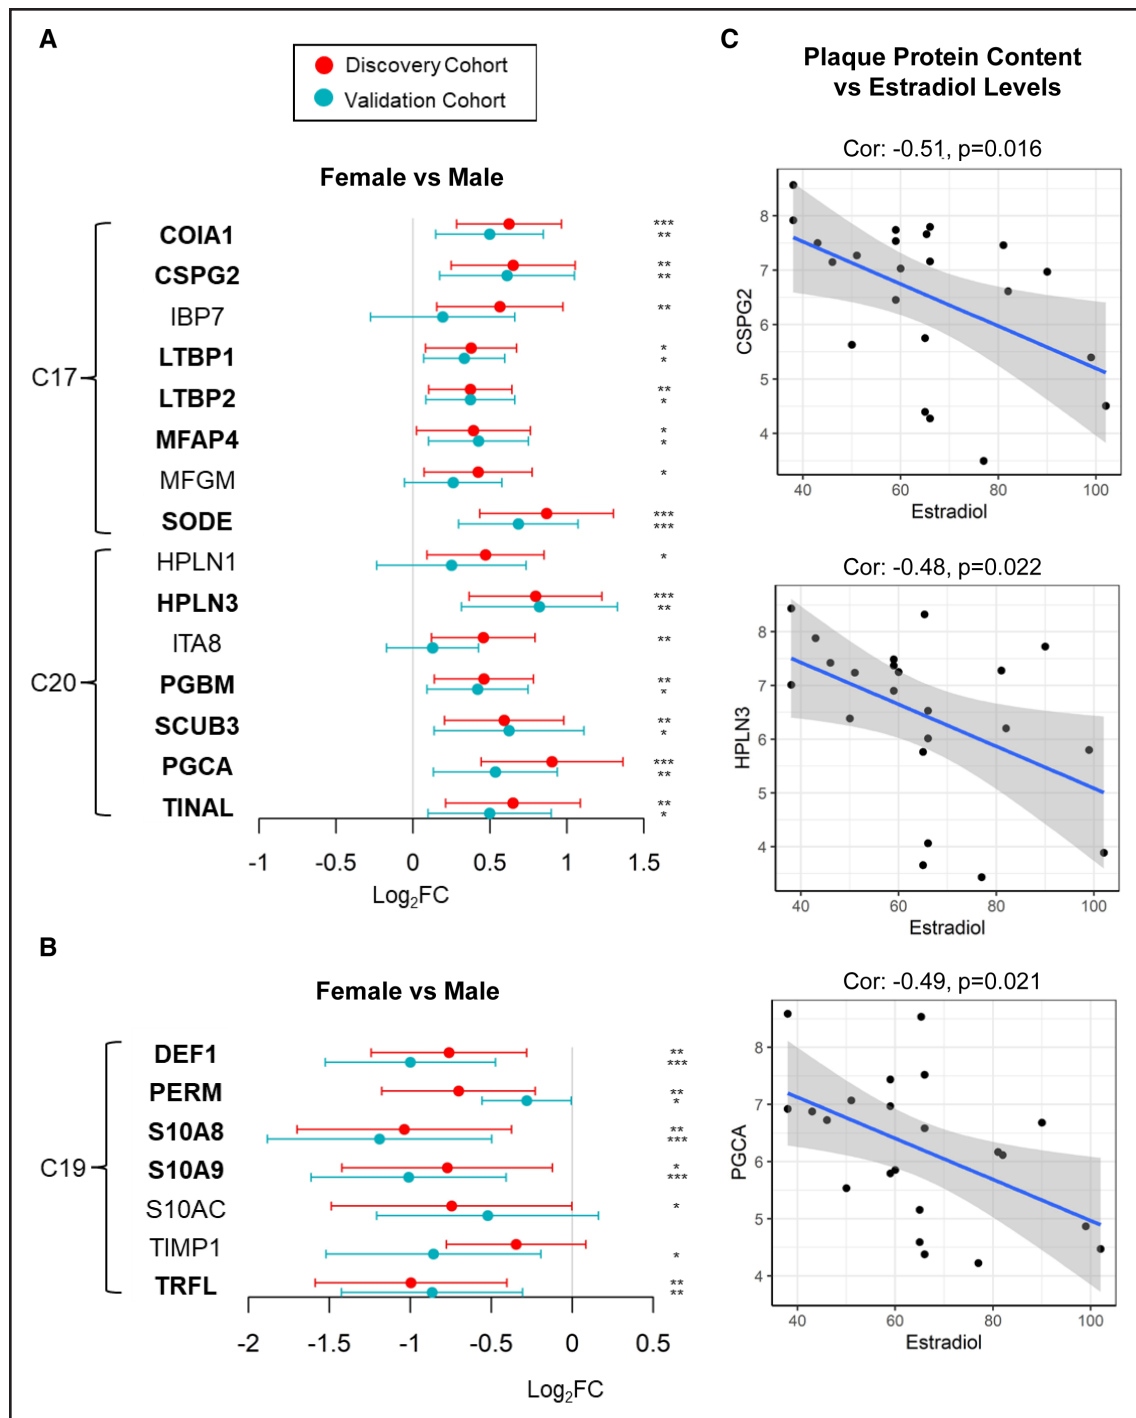 A
Discovery Cohort
Validation Cohort
Female vs Male
C17
COIA1 *** **
CSPG2 ** **
IBP7 **
LTBP1 * *
LTBP2 ** *
MFAP4 * *
MFGM *
SODE *** ***
C20
HPLN1 *
HPLN3 *** **
ITA8 **
PGBM ** *
SCUB3 ** *
PGCA *** **
TINAL ** *
-1 -0.5 0 0.5 1 1.5
Log2FC
B
Female vs Male
C19
DEF1 ** ***
PERM ** *
S10A8 ** ***
S10A9 * ***
S10AC *
TIMP1 *
TRFL ** **
-2 -1.5 -1 -0.5 0 0.5
Log2FC
C
Plaque Protein Content
vs Estradiol Levels
Cor: -0.51, p=0.016
CSPG2
8
7
6
5
4
40 60 80 100
Estradiol
Cor: -0.48, p=0.022
HPLN3
8
7
6
5
4
40 60 80 100
Estradiol
Cor: -0.49, p=0.021
PGCA
8
7
6
5
4
40 60 80 100
Estradiol